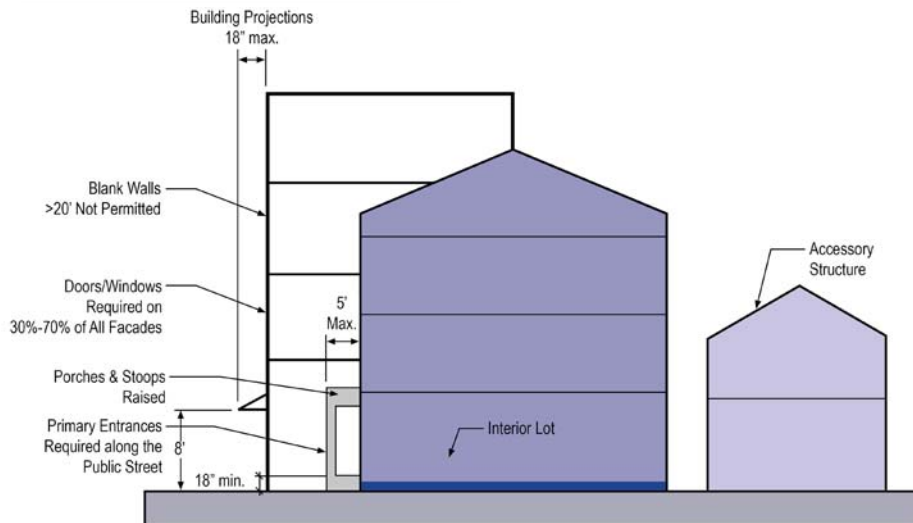 Building Projections
18” max.
Blank Walls
>20’ Not Permitted
Doors/Windows
Required on
30%-70% of All Facades
5’
Max.
Accessory
Structure
Porches & Stoops
Raised
Primary Entrances
Required along the
Public Street
8’
18” min.
Interior Lot